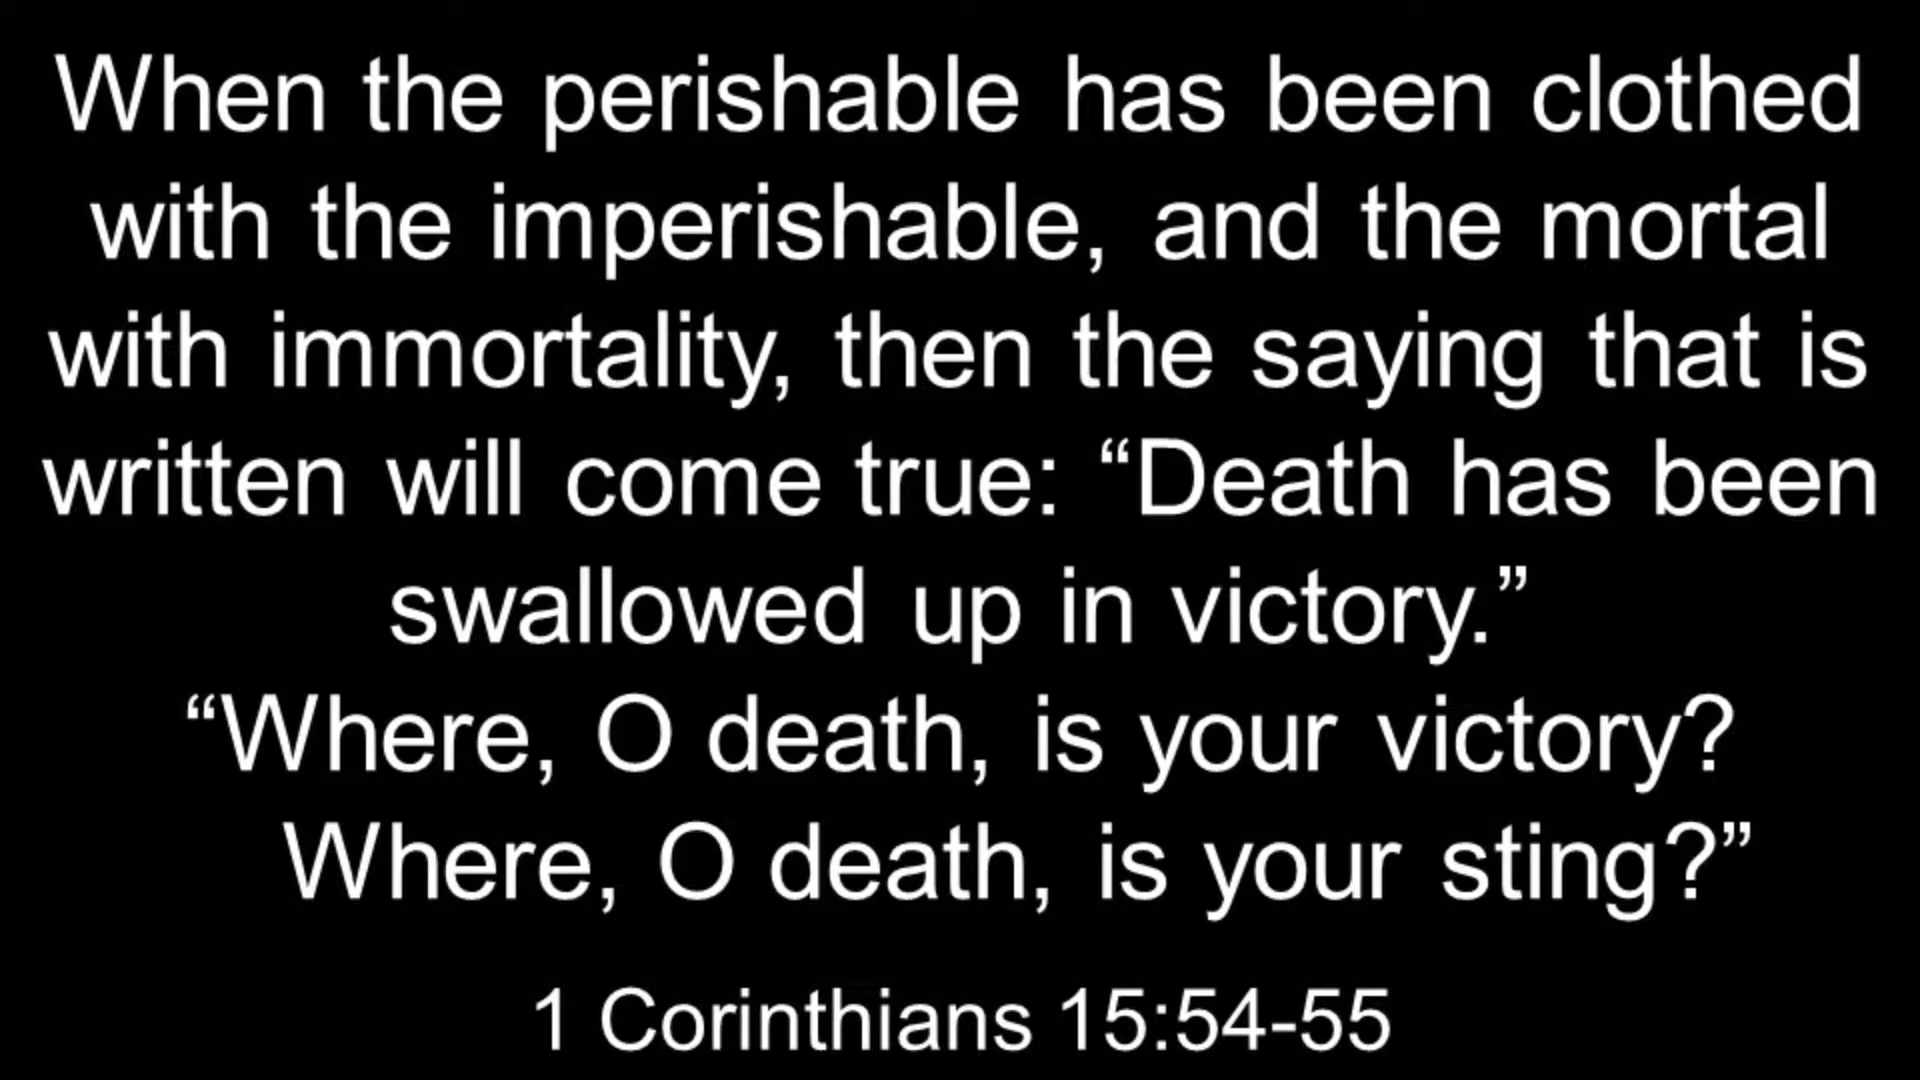 When the perishable has been clothed
with the imperishable, and the mortal
with immortality, then the saying that is
written will come true: “Death has been
swallowed up in victory.”
“Where, O death, is your victory?
Where, O death, is your sting?”
1 Corinthians 15:54-55